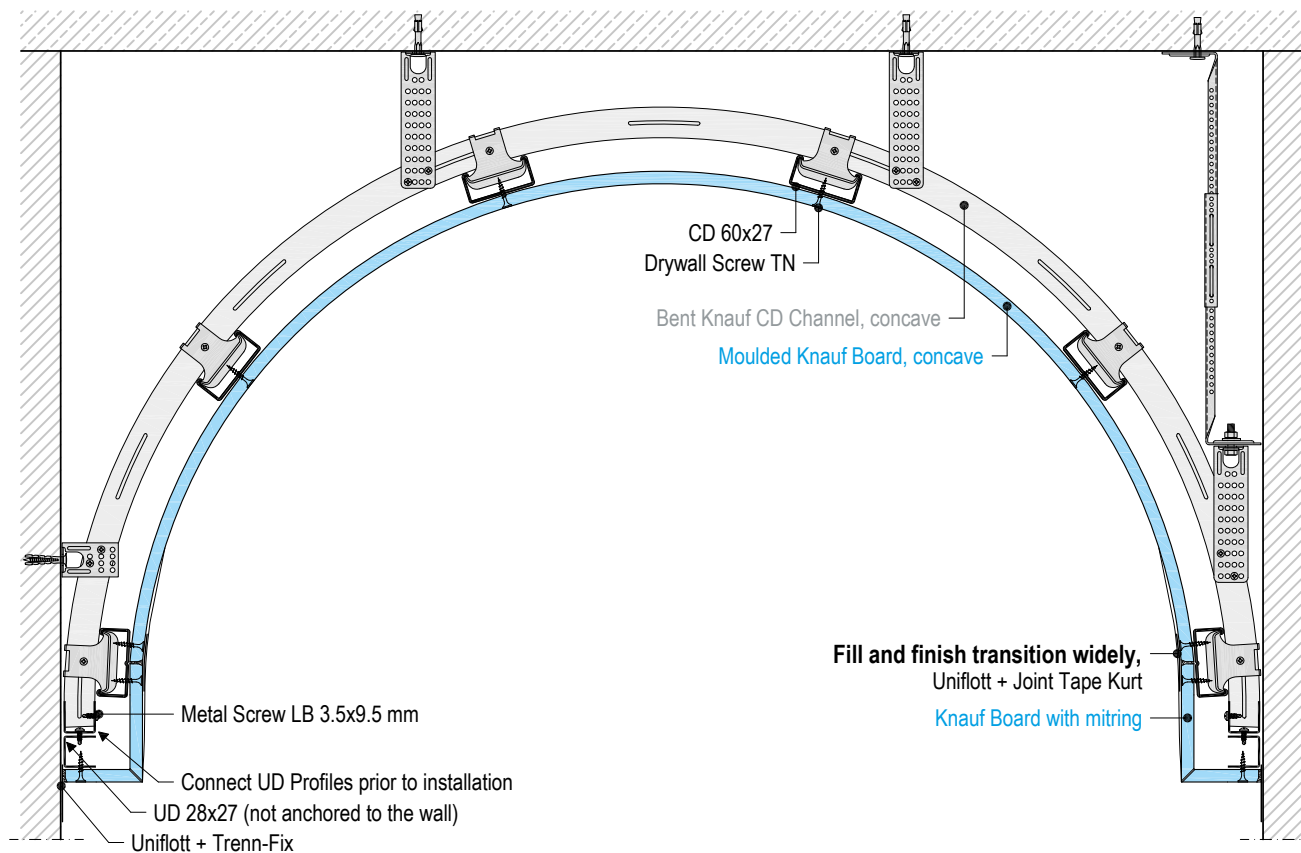 CD 60x27
Drywall Screw TN
Bent Knauf CD Channel, concave
Moulded Knauf Board, concave
Fill and finish transition widely,
Uniflott + Joint Tape Kurt
Knauf Board with mitring
Metal Screw LB 3.5x9.5 mm
Connect UD Profiles prior to installation
UD 28x27 (not anchored to the wall)
Uniflott + Trenn-Fix